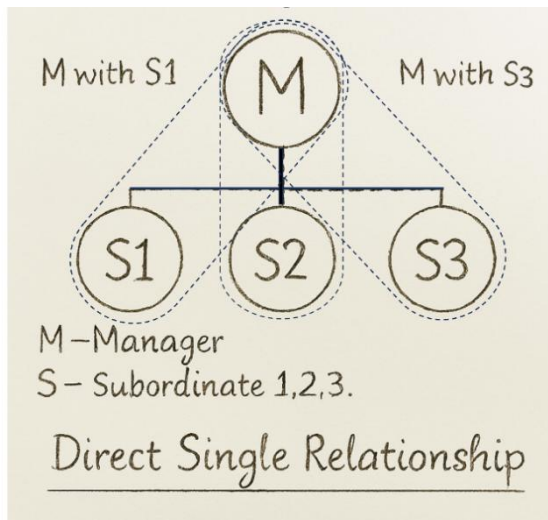 M with S1
M
M with S3
S1
S2
S3
M – Manager
S – Subordinate 1,2,3.
Direct Single Relationship